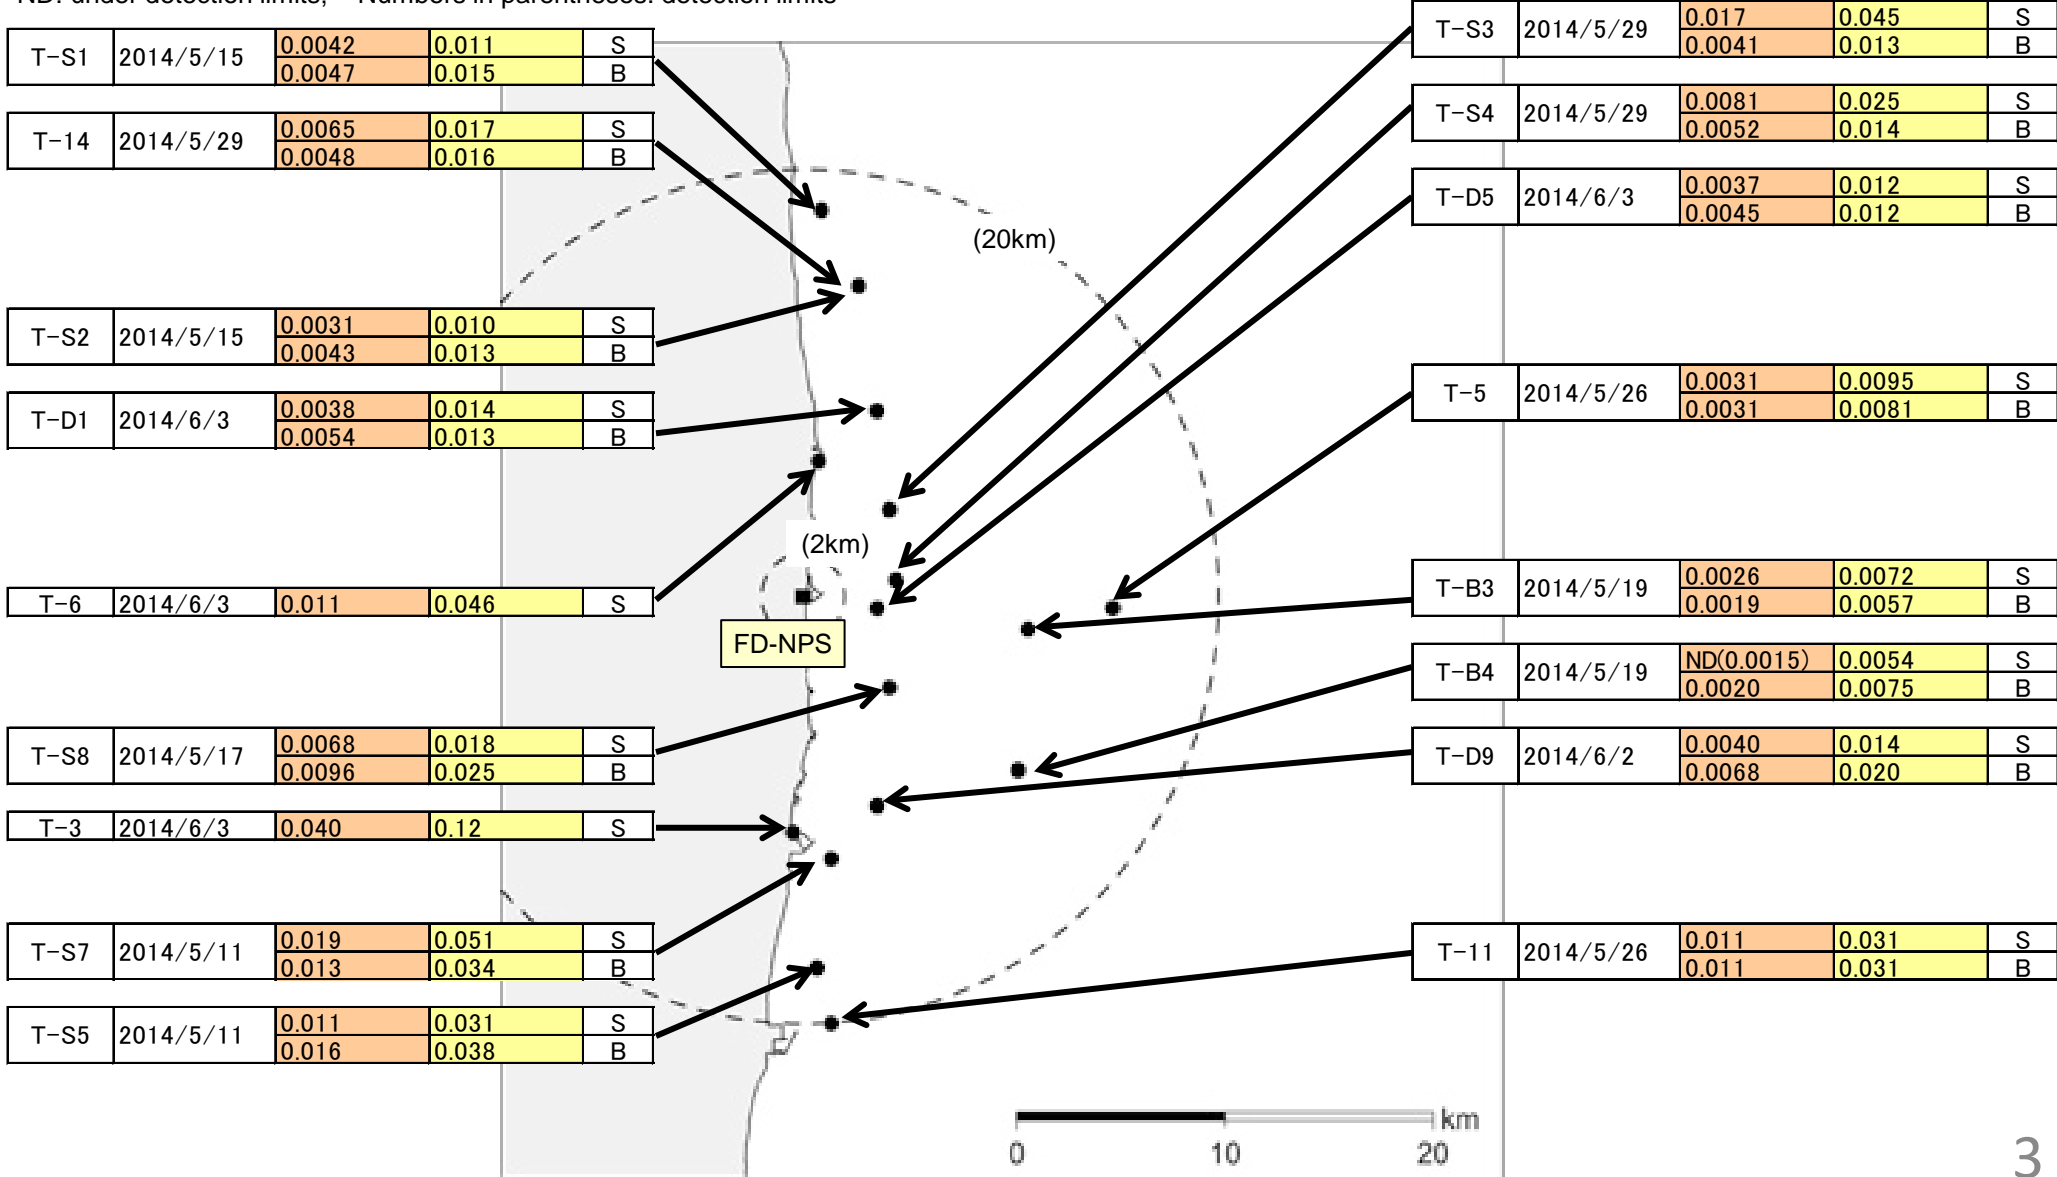 ND: under detection limits, Numbers in parentheses: detection limits
T-S1 2014/5/15 0.0042 0.011 S
0.0047 0.015 B
T-14 2014/5/29 0.0065 0.017 S
0.0048 0.016 B
T-S2 2014/5/15 0.0031 0.010 S
0.0043 0.013 B
T-D1 2014/6/3 0.0038 0.014 S
0.0054 0.013 B
T-6 2014/6/3 0.011 0.046 S
T-S8 2014/5/17 0.0068 0.018 S
0.0096 0.025 B
T-3 2014/6/3 0.040 0.12 S
T-S7 2014/5/11 0.019 0.051 S
0.013 0.034 B
T-S5 2014/5/11 0.011 0.031 S
0.016 0.038 B
(20km)
(2km)
FD-NPS
T-S3 2014/5/29 0.017 0.045 S
0.0041 0.013 B
T-S4 2014/5/29 0.0081 0.025 S
0.0052 0.014 B
T-D5 2014/6/3 0.0037 0.012 S
0.0045 0.012 B
T-5 2014/5/26 0.0031 0.0095 S
0.0031 0.0081 B
T-B3 2014/5/19 0.0026 0.0072 S
0.0019 0.0057 B
T-B4 2014/5/19 ND(0.0015) 0.0054 S
0.0020 0.0075 B
T-D9 2014/6/2 0.0040 0.014 S
0.0068 0.020 B
T-11 2014/5/26 0.011 0.031 S
0.011 0.031 B
km
0 10 20
3